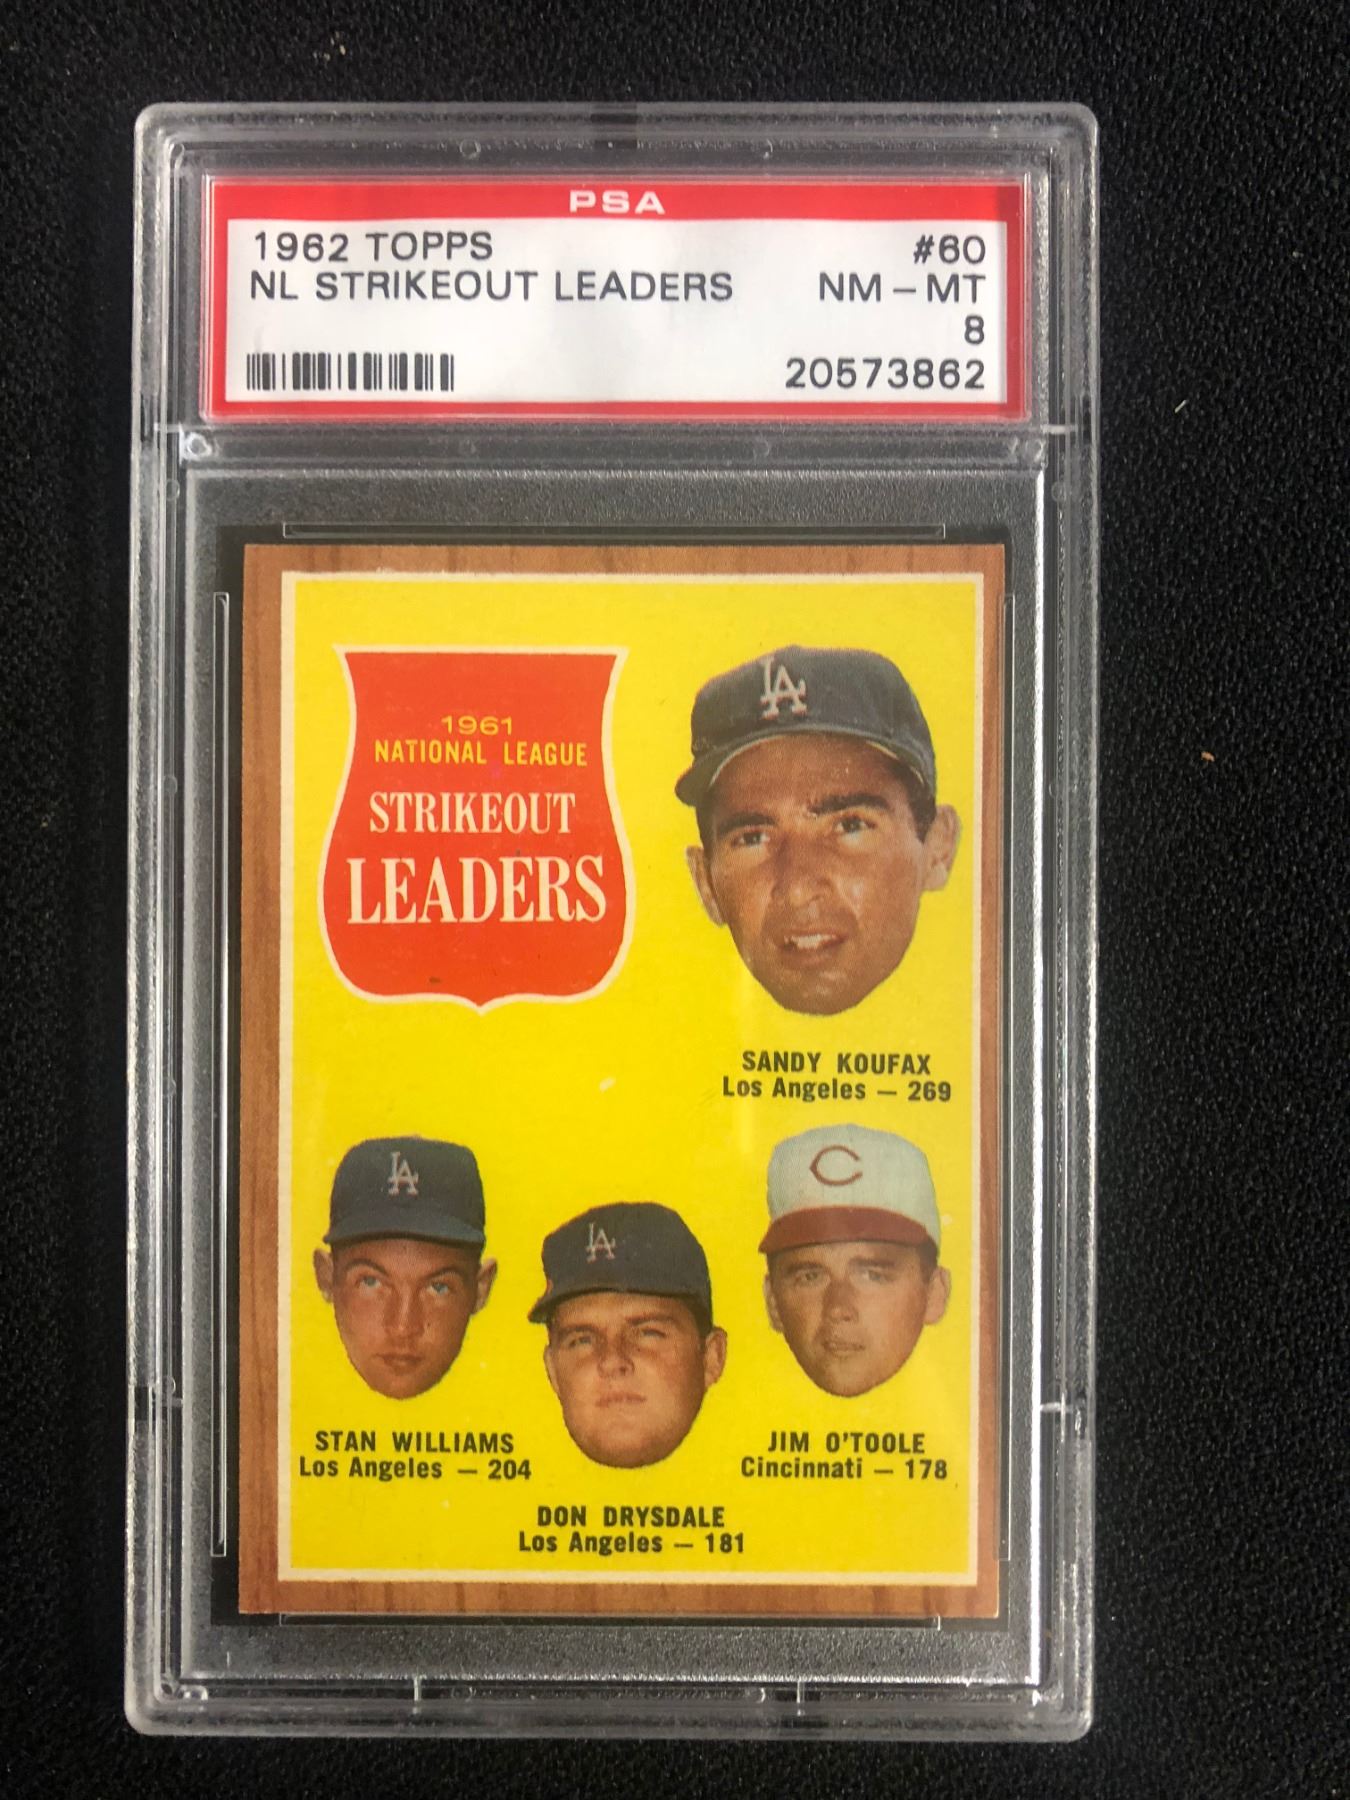 PSA
1962 TOPPS #60
NL STRIKEOUT LEADERS NM-MT
8
20573862
1961
NATIONAL LEAGUE
STRIKEOUT
LEADERS
LA
SANDY KOUFAX
Los Angeles — 269
LA
LA
C
STAN WILLIAMS
Los Angeles — 204
JIM O'TOOLE
Cincinnati — 178
DON DRYSDALE
Los Angeles — 181